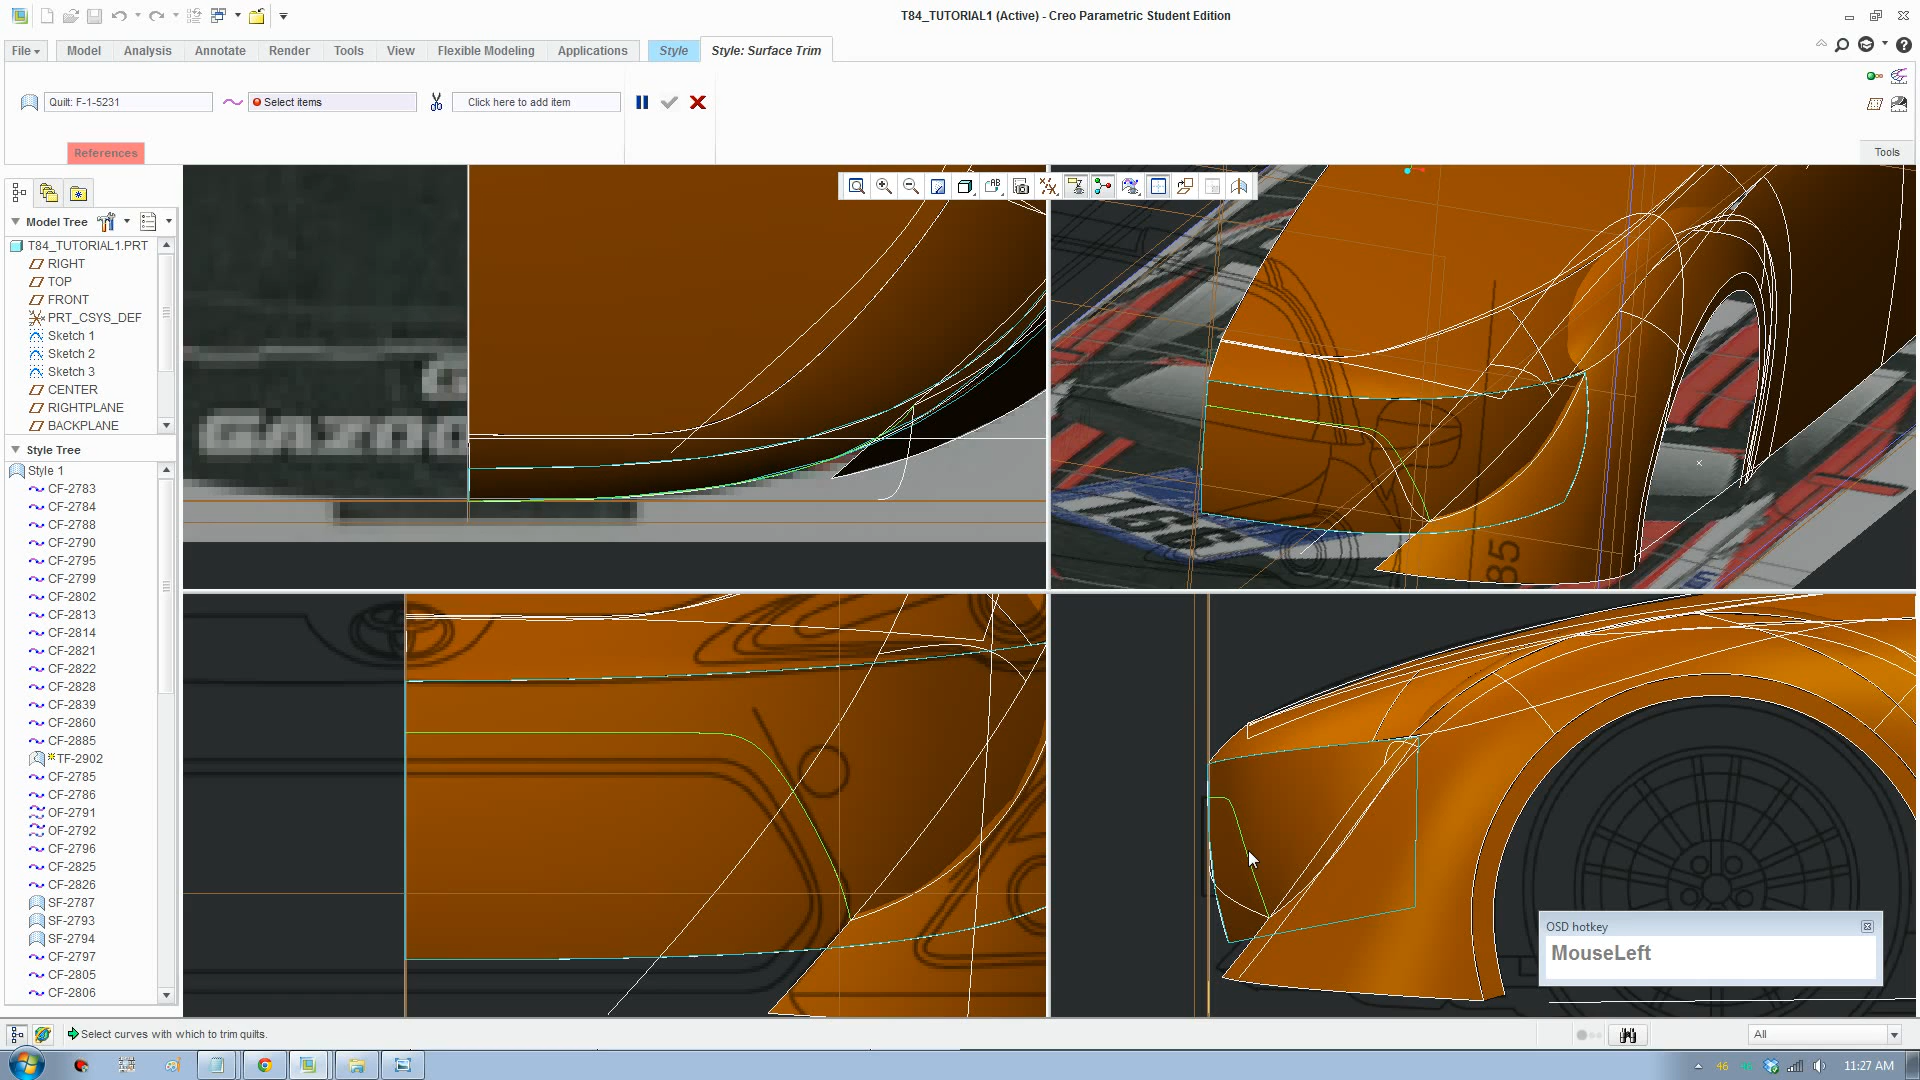 T84_TUTORIAL1 (Active) - Creo Parametric Student Edition
File
Model
Analysis
Annotate
Render
Tools
View
Flexible Modeling
Applications
Style
Style: Surface Trim
Quilt: F-1-5231
Select items
Click here to add item
References
Tools
Model Tree
T84_TUTORIAL1.PRT
RIGHT
TOP
FRONT
PRT_CSYS_DEF
Sketch 1
Sketch 2
Sketch 3
CENTER
RIGHTPLANE
BACKPLANE
Style Tree
Style 1
CF-2783
CF-2784
CF-2788
CF-2790
CF-2795
CF-2799
CF-2802
CF-2813
CF-2814
CF-2821
CF-2822
CF-2828
CF-2839
CF-2860
CF-2885
TF-2902
CF-2785
CF-2786
OF-2791
OF-2792
CF-2796
CF-2825
CF-2826
SF-2787
SF-2793
SF-2794
CF-2797
CF-2805
CF-2806
GAZOO
85
OSD hotkey
MouseLeft
Select curves with which to trim quilts.
All
46
11:27 AM